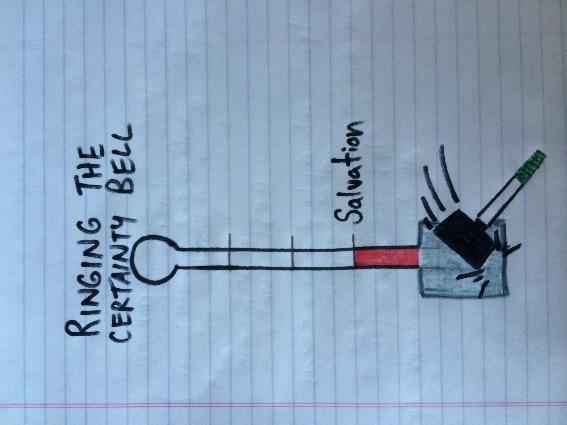 RINGING THE
CERTAINTY BELL
Salvation